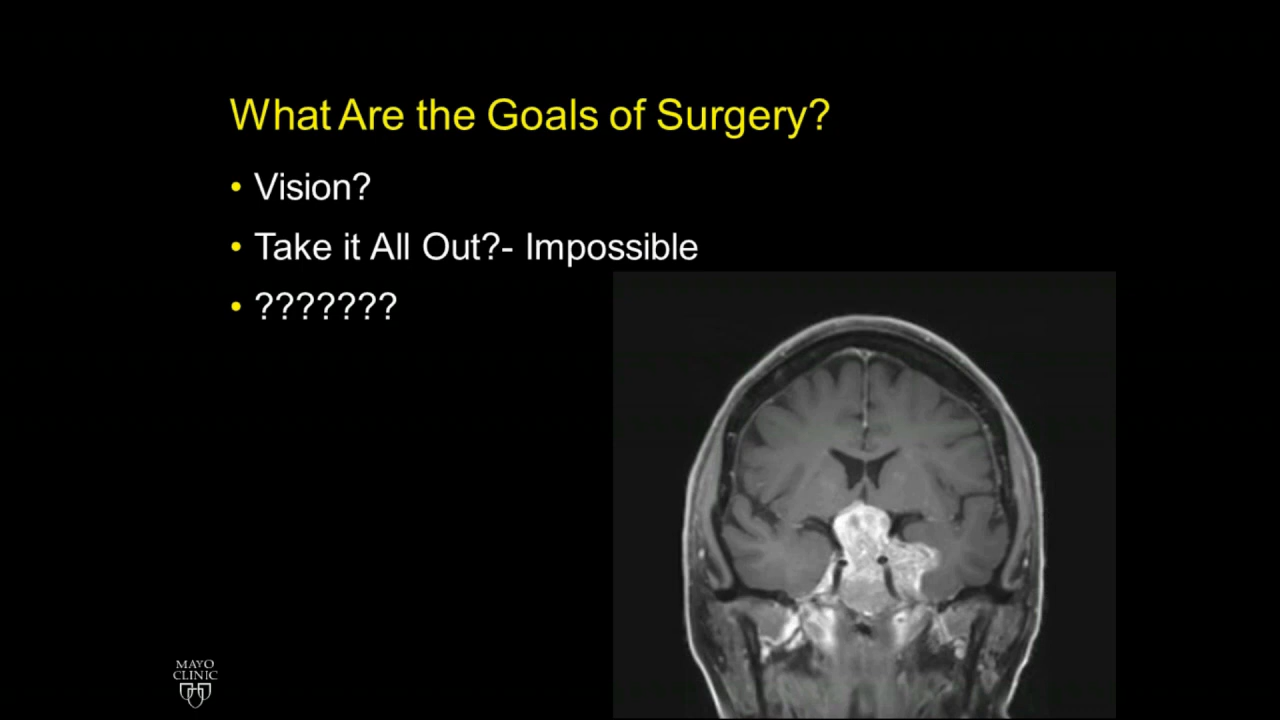 What Are the Goals of Surgery?
• Vision?
• Take it All Out?- Impossible
• ???????
MAYO
CLINIC